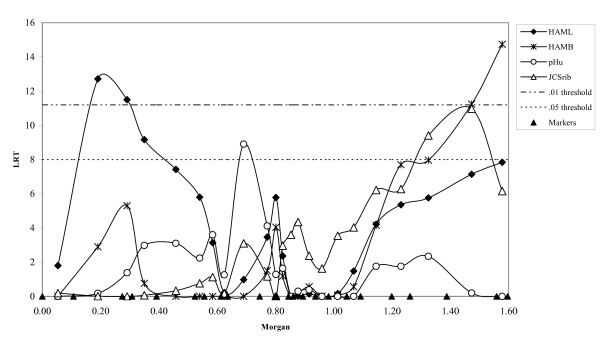 16
14
12
10
8
6
4
2
0
LRT
0.00 0.20 0.40 0.60 0.80 1.00 1.20 1.40 1.60
Morgan
HAML
HAMB
pHu
JCSrib
.01 threshold
.05 threshold
Markers